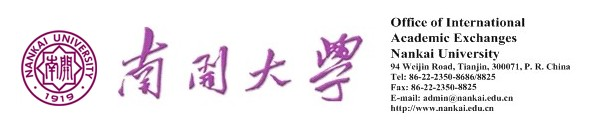 NANKAI UNIVERSITY
南開
1919
南開大學
Office of International
Academic Exchanges
Nankai University
94 Weijin Road, Tianjin, 300071, P. R. China
Tel: 86-22-2350-8686/8825
Fax: 86-22-2350-8825
E-mail: admin@nankai.edu.cn
http://www.nankai.edu.cn